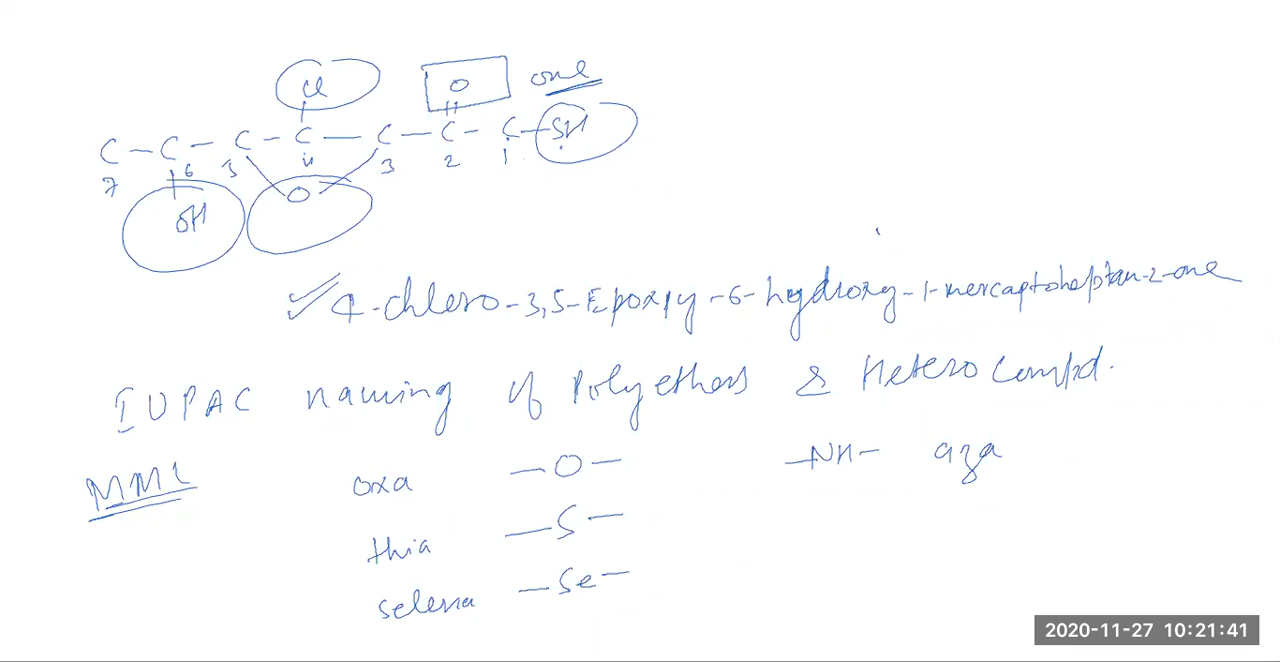 Cl O one
C - C - C - C - C - C - C - SH
7 6 5 4 3 2 1
OH O
4-chloro-3,5-Epoxpy-6-hydroxy-1-mercaptoheptan-2-one
IUPAC naming of Polyethers & Hetero Compd.
MML
oxa —O— —NH— aza
thia —S—
selena —Se—
2020-11-27 10:21:41